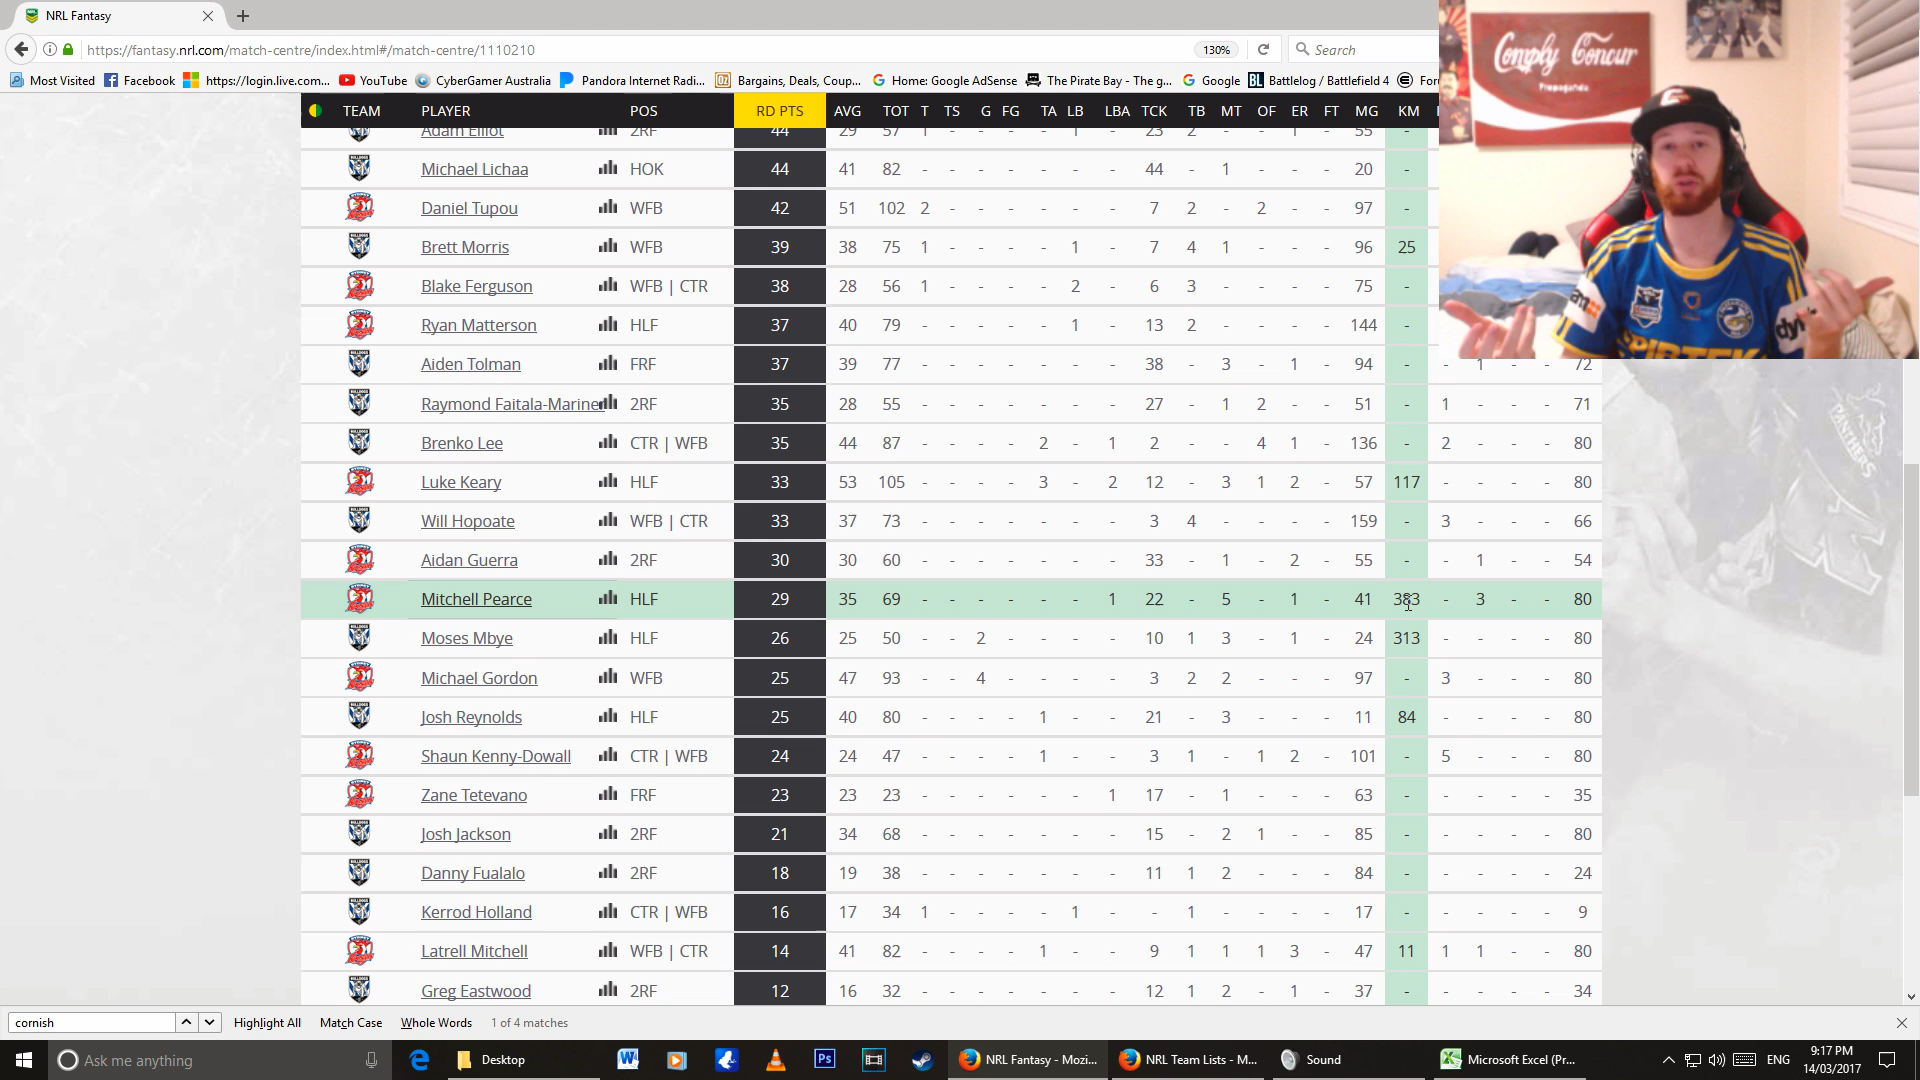 NRL Fantasy
https://fantasy.nrl.com/match-centre/index.html#/match-centre/1110210 130% Search
Most Visited Facebook https://login.live.com... YouTube CyberGamer Australia Pandora Internet Radi... Bargains, Deals, Coup... Home: Google AdSense The Pirate Bay - The g... Google Battlelog / Battlefield 4 For
Comply Concur
Propaganda
TEAM PLAYER POS RD PTS AVG TOT T TS G FG TA LB LBA TCK TB MT OF ER FT MG KM
Adam Elliot 2RF 44 29 57 1 - - - - 1 - 23 2 - - 1 - 55 -
Michael Lichaa HOK 44 41 82 - - - - - - - 44 - 1 - - - 20 -
Daniel Tupou WFB 42 51 102 2 - - - - - - 7 2 - 2 - - 97 -
Brett Morris WFB 39 38 75 1 - - - - 1 - 7 4 1 - - - 96 25
Blake Ferguson WFB | CTR 38 28 56 1 - - - - 2 - 6 3 - - - - 75 -
Ryan Matterson HLF 37 40 79 - - - - - 1 - 13 2 - - - - 144 -
Aiden Tolman FRF 37 39 77 - - - - - - - 38 - 3 - 1 - 94 - - 1 - - 72
Raymond Faitala-Mariner 2RF 35 28 55 - - - - - - - 27 - 1 2 - - 51 - 1 - - - 71
Brenko Lee CTR | WFB 35 44 87 - - - - 2 - 1 2 - - 4 1 - 136 - 2 - - - 80
Luke Keary HLF 33 53 105 - - - - 3 - 2 12 - 3 1 2 - 57 117 - - - - 80
Will Hopoate WFB | CTR 33 37 73 - - - - - - - 3 4 - - - - 159 - 3 - - - 66
Aidan Guerra 2RF 30 30 60 - - - - - - - 33 - 1 - 2 - 55 - - 1 - - 54
Mitchell Pearce HLF 29 35 69 - - - - - - 1 22 - 5 - 1 - 41 383 - 3 - - 80
Moses Mbye HLF 26 25 50 - - 2 - - - - 10 1 3 - 1 - 24 313 - - - - 80
Michael Gordon WFB 25 47 93 - - 4 - - - - 3 2 2 - - - 97 - 3 - - - 80
Josh Reynolds HLF 25 40 80 - - - - 1 - - 21 - 3 - - - 11 84 - - - - 80
Shaun Kenny-Dowall CTR | WFB 24 24 47 - - - - 1 - - 3 1 - 1 2 - 101 - 5 - - - 80
Zane Tetevano FRF 23 23 23 - - - - - - 1 17 - 1 - - - 63 - - - - - 35
Josh Jackson 2RF 21 34 68 - - - - - - - 15 - 2 1 - - 85 - - - - - 80
Danny Fualalo 2RF 18 19 38 - - - - - - - 11 1 2 - - - 84 - - - - - 24
Kerrod Holland CTR | WFB 16 17 34 1 - - - - 1 - - 1 - - - - 17 - - - - - 9
Latrell Mitchell WFB | CTR 14 41 82 - - - - 1 - - 9 1 1 1 3 - 47 11 1 1 - - 80
Greg Eastwood 2RF 12 16 32 - - - - - - - 12 1 2 - 1 - 37 - - - - - 34
cornish Highlight All Match Case Whole Words 1 of 4 matches
Ask me anything Desktop NRL Fantasy - Mozi... NRL Team Lists - M... Sound Microsoft Excel (Pr... ENG 9:17 PM
14/03/2017